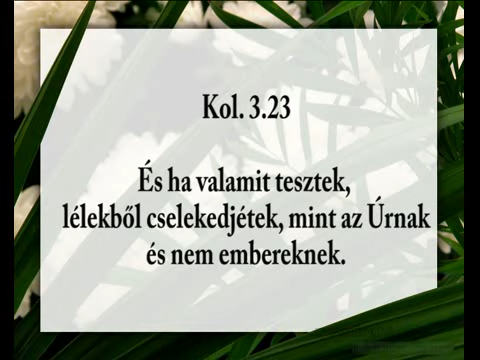 Kol. 3.23
És ha valamit tesztek,
lélekből cselekedjétek, mint az Úrnak
és nem embereknek.